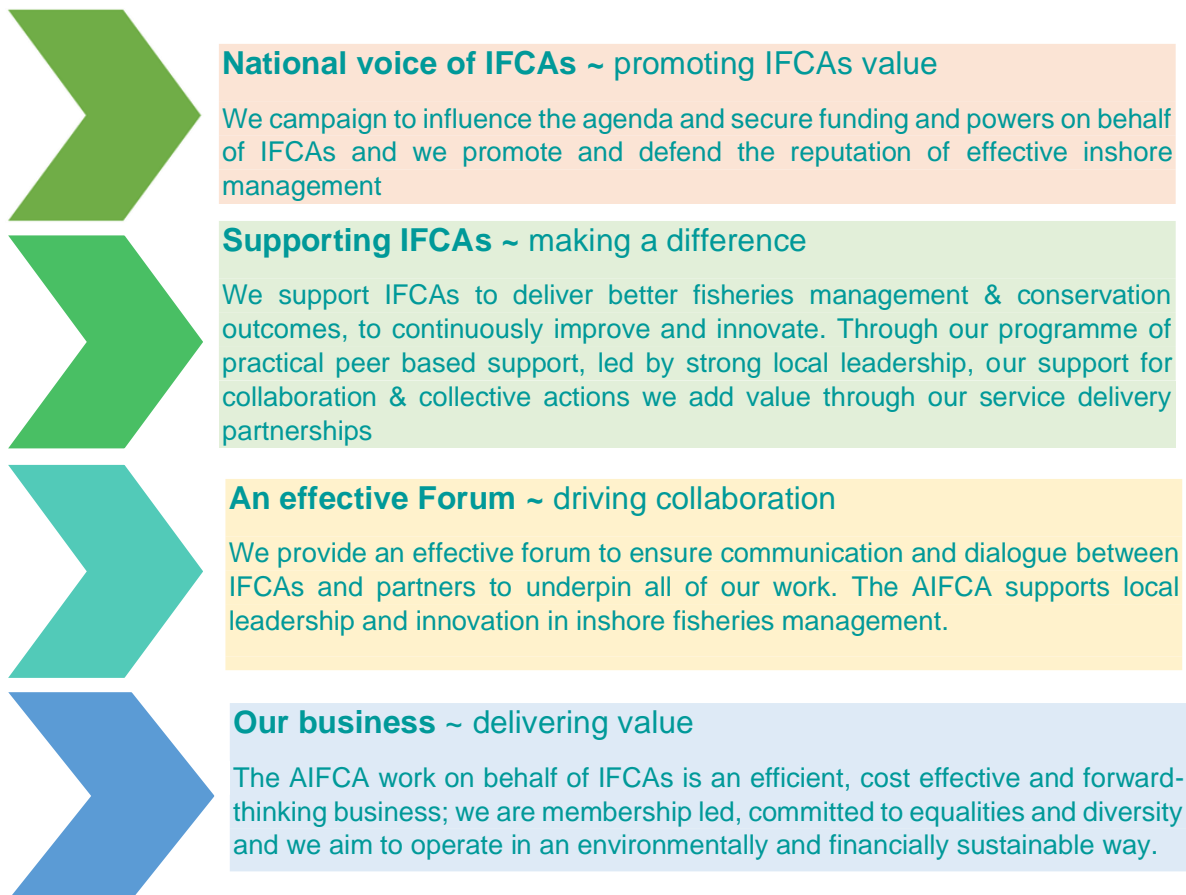 National voice of IFCAs ~ promoting IFCAs value
We campaign to influence the agenda and secure funding and powers on behalf
of IFCAs and we promote and defend the reputation of effective inshore
management
Supporting IFCAs ~ making a difference
We support IFCAs to deliver better fisheries management & conservation
outcomes, to continuously improve and innovate. Through our programme of
practical peer based support, led by strong local leadership, our support for
collaboration & collective actions we add value through our service delivery
partnerships
An effective Forum ~ driving collaboration
We provide an effective forum to ensure communication and dialogue between
IFCAs and partners to underpin all of our work. The AIFCA supports local
leadership and innovation in inshore fisheries management.
Our business ~ delivering value
The AIFCA work on behalf of IFCAs is an efficient, cost effective and forward-
thinking business; we are membership led, committed to equalities and diversity
and we aim to operate in an environmentally and financially sustainable way.